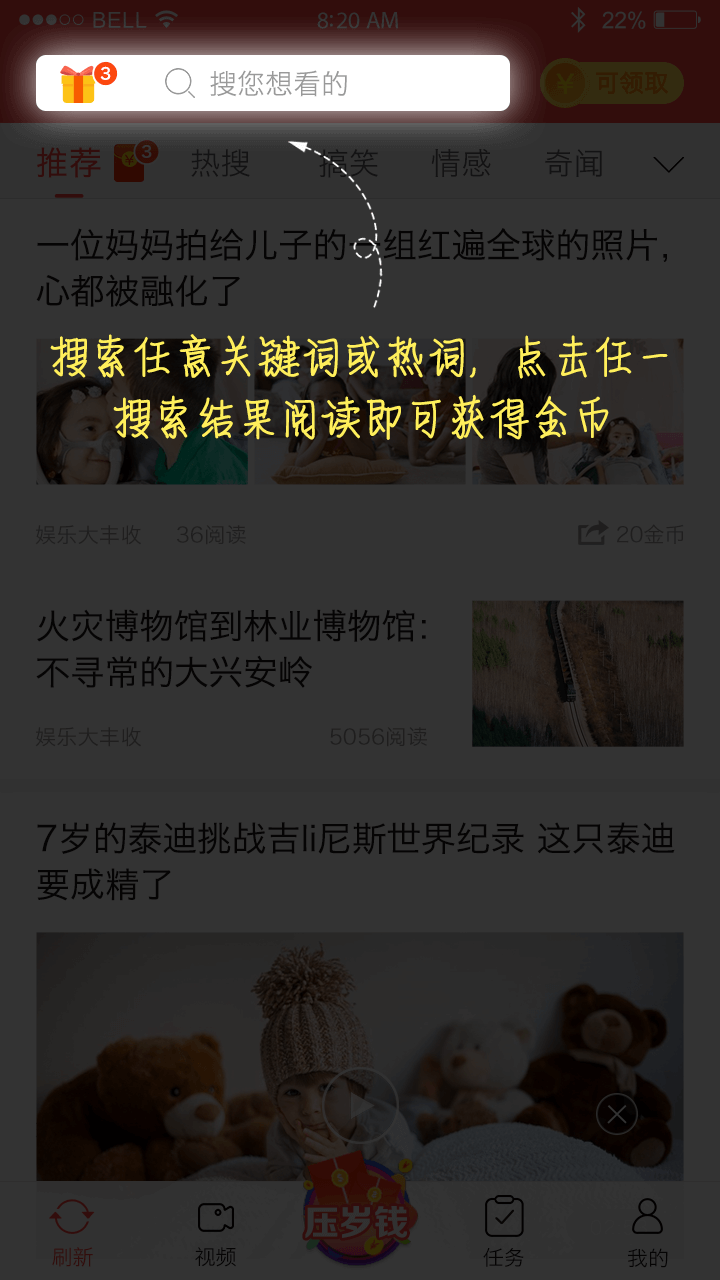 BELL 8:20 AM 22%
3 搜您想看的 ¥ 可领取
推荐 ¥ 3 热搜 搞笑 情感 奇闻
一位妈妈拍给儿子的一组红遍全球的照片，
心都被融化了
搜索任意关键词或热词，点击任一
搜索结果阅读即可获得金币
娱乐大丰收 36阅读 20金币
火灾博物馆到林业博物馆：
不寻常的大兴安岭
娱乐大丰收 5056阅读
7岁的泰迪挑战吉li尼斯世界纪录 这只泰迪
要成精了
压岁钱
刷新 视频 任务 我的